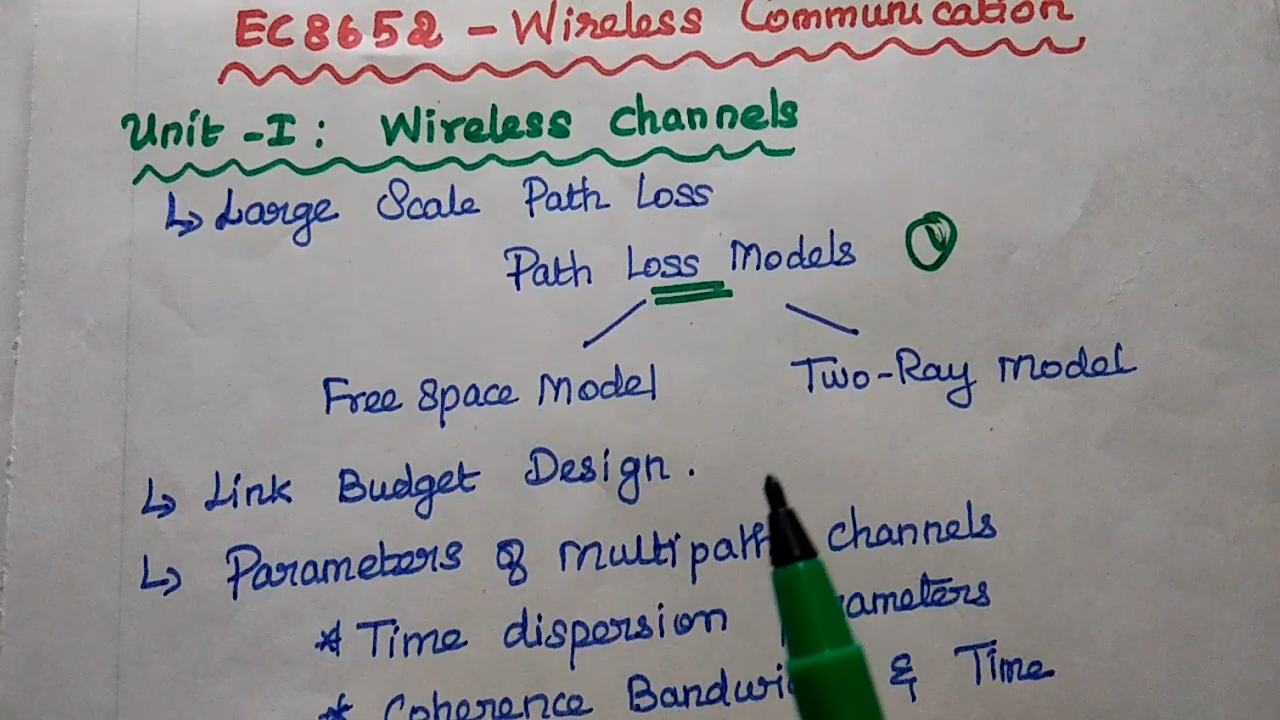 EC8652 - Wireless Communication
Unit - I : Wireless channels
↳ Large Scale Path Loss
Path Loss Models
Free Space Model Two-Ray Model
↳ Link Budget Design.
↳ Parameters of Multipath channels
* Time dispersion
* Coherence & Time